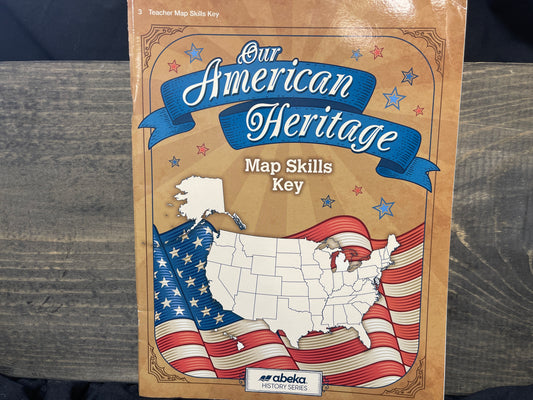 3 Teacher Map Skills Key
Our
American
Heritage
Map Skills
Key
abeka
HISTORY SERIES